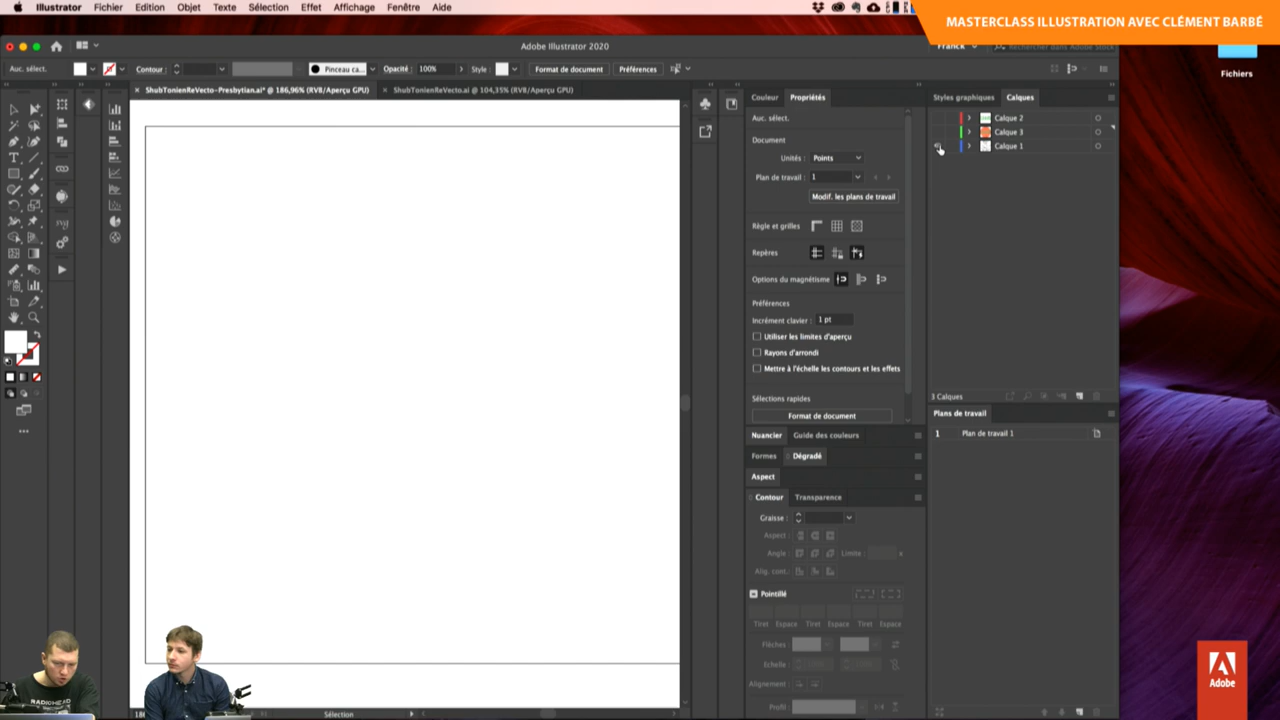 Illustrator Fichier Edition Objet Texte Sélection Effet Affichage Fenêtre Aide
MASTERCLASS ILLUSTRATION AVEC CLÉMENT BARBÉ
Adobe Illustrator 2020
Franck
Rechercher dans Adobe Stock
Fichiers
Auc. sélect. Contour : Pinceau ca... Opacité : 100% Style : Format de document Préférences
ShubTonienReVecto-Presbytian.ai* @ 186,96% (RVB/Aperçu GPU)
ShubTonienReVecto.ai @ 104,35% (RVB/Aperçu GPU)
Couleur Propriétés
Styles graphiques Calques
Auc. sélect.
Calque 2
Calque 3
Calque 1
Document
Unités : Points
Plan de travail : 1
Modif. les plans de travail
Règle et grilles
Repères
Options du magnétisme
Préférences
Incrément clavier : 1 pt
Utiliser les limites d'aperçu
Rayons d'arrondi
Mettre à l'échelle les contours et les effets
Sélections rapides
Format de document
3 Calques
Plans de travail
1 Plan de travail 1
Nuancier Guide des couleurs
Formes Dégradé
Aspect
Contour Transparence
Graisse :
Aspect :
Angle : Limite :
Alig. cont. :
Pointillé
Tiret Espace Tiret Espace Tiret Espace
Flèches :
Echelle :
Alignement :
Profil :
Sélection
RADIOHEAD
Adobe